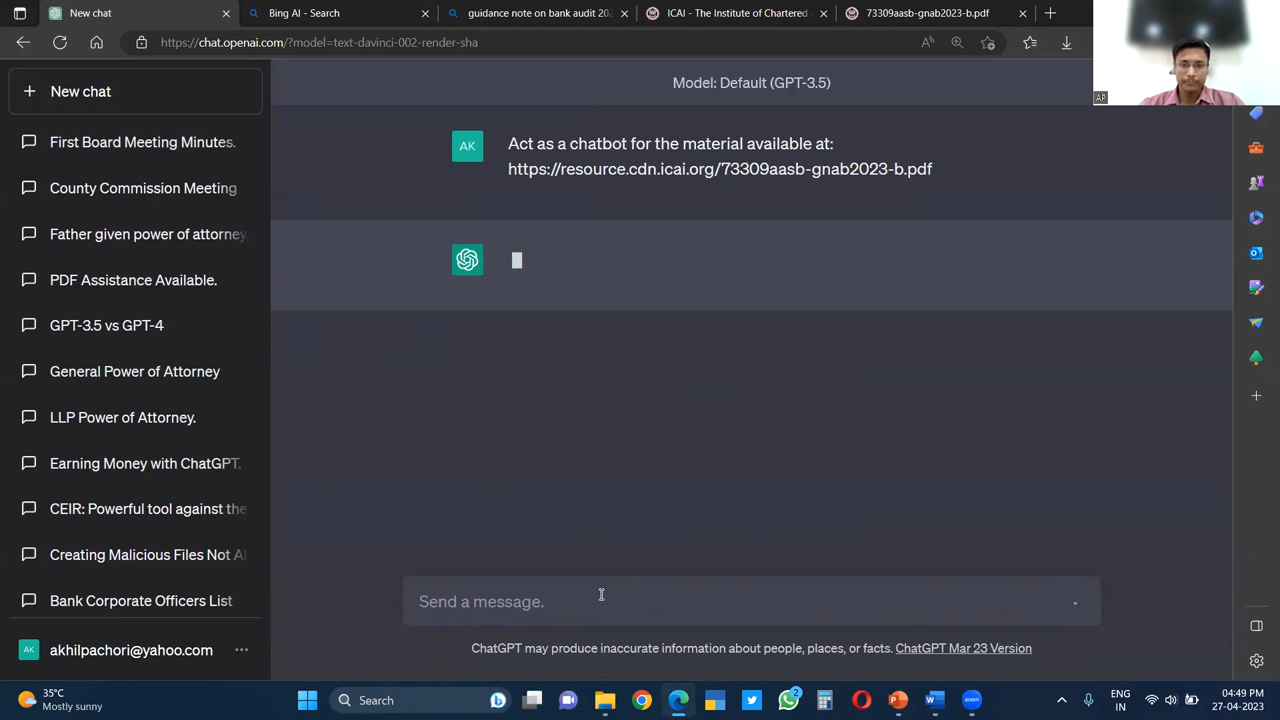 New chat
Bing AI - Search
guidance note on bank audit 202
ICAI - The Institute of Chartered
73309aasb-gnab2023-b.pdf
https://chat.openai.com/?model=text-davinci-002-render-sha
New chat
First Board Meeting Minutes.
County Commission Meeting
Father given power of attorney
PDF Assistance Available.
GPT-3.5 vs GPT-4
General Power of Attorney
LLP Power of Attorney.
Earning Money with ChatGPT.
CEIR: Powerful tool against the
Creating Malicious Files Not Al
Bank Corporate Officers List
AK akhilpachori@yahoo.com
Model: Default (GPT-3.5)
AK Act as a chatbot for the material available at:
https://resource.cdn.icai.org/73309aasb-gnab2023-b.pdf
Send a message.
ChatGPT may produce inaccurate information about people, places, or facts. ChatGPT Mar 23 Version
AP
35°C
Mostly sunny
Search
2
zoom
ENG
IN
04:49 PM
27-04-2023